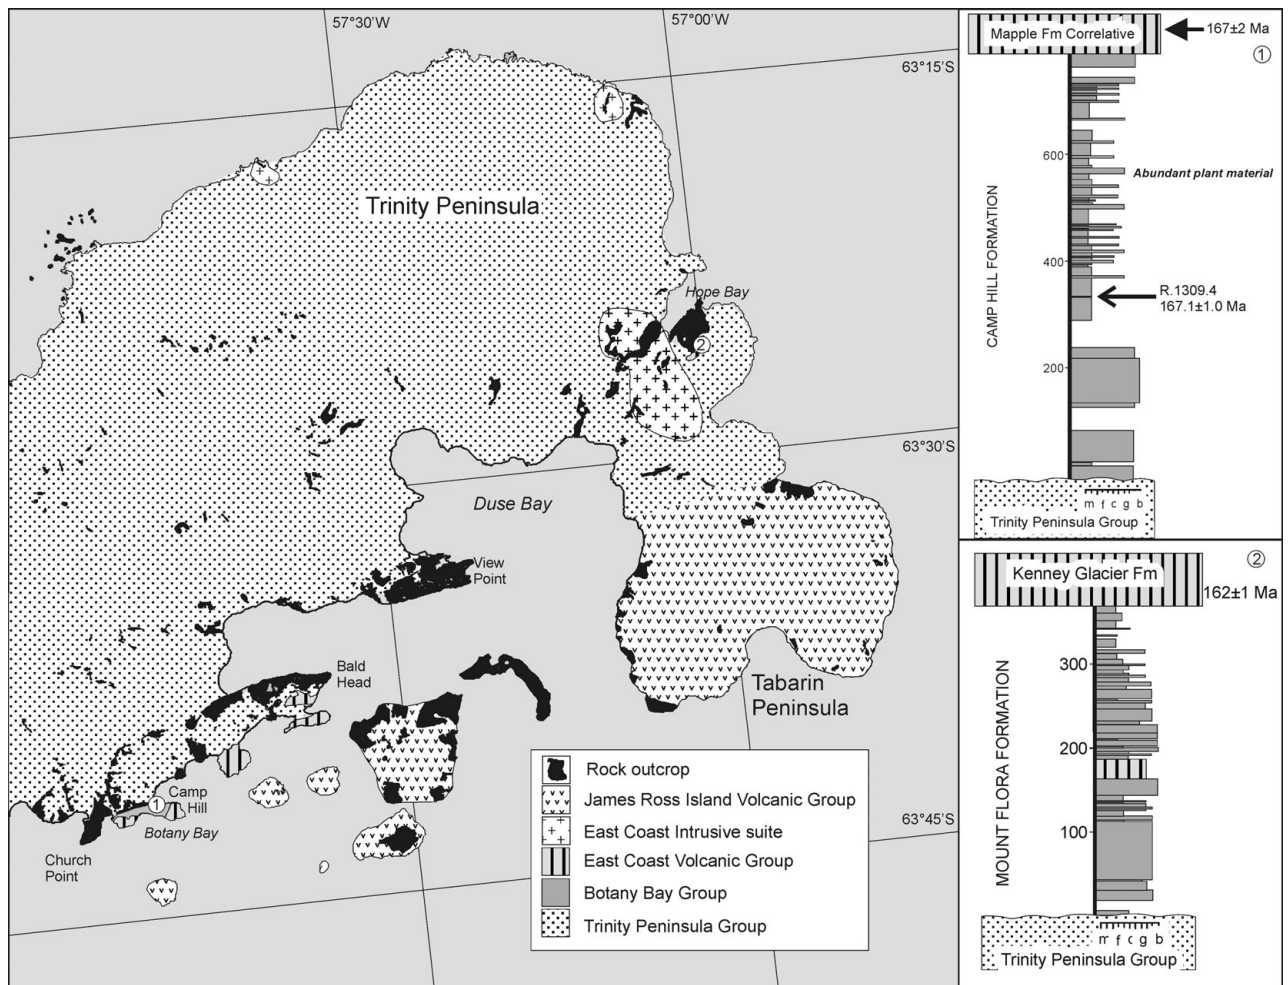 57°30'W
57°00'W
63°15'S
Trinity Peninsula
Hope Bay
2
63°30'S
Duse Bay
View
Point
Bald
Head
Tabarin
Peninsula
1
Camp
Hill
Botany Bay
Church
Point
63°45'S
Rock outcrop
James Ross Island Volcanic Group
East Coast Intrusive suite
East Coast Volcanic Group
Botany Bay Group
Trinity Peninsula Group
Mapple Fm Correlative
167±2 Ma
1
600
Abundant plant material
CAMP HILL FORMATION
400
R.1309.4
167.1±1.0 Ma
200
m f c g b
Trinity Peninsula Group
Kenney Glacier Fm
2
162±1 Ma
MOUNT FLORA FORMATION
300
200
100
m f c g b
Trinity Peninsula Group